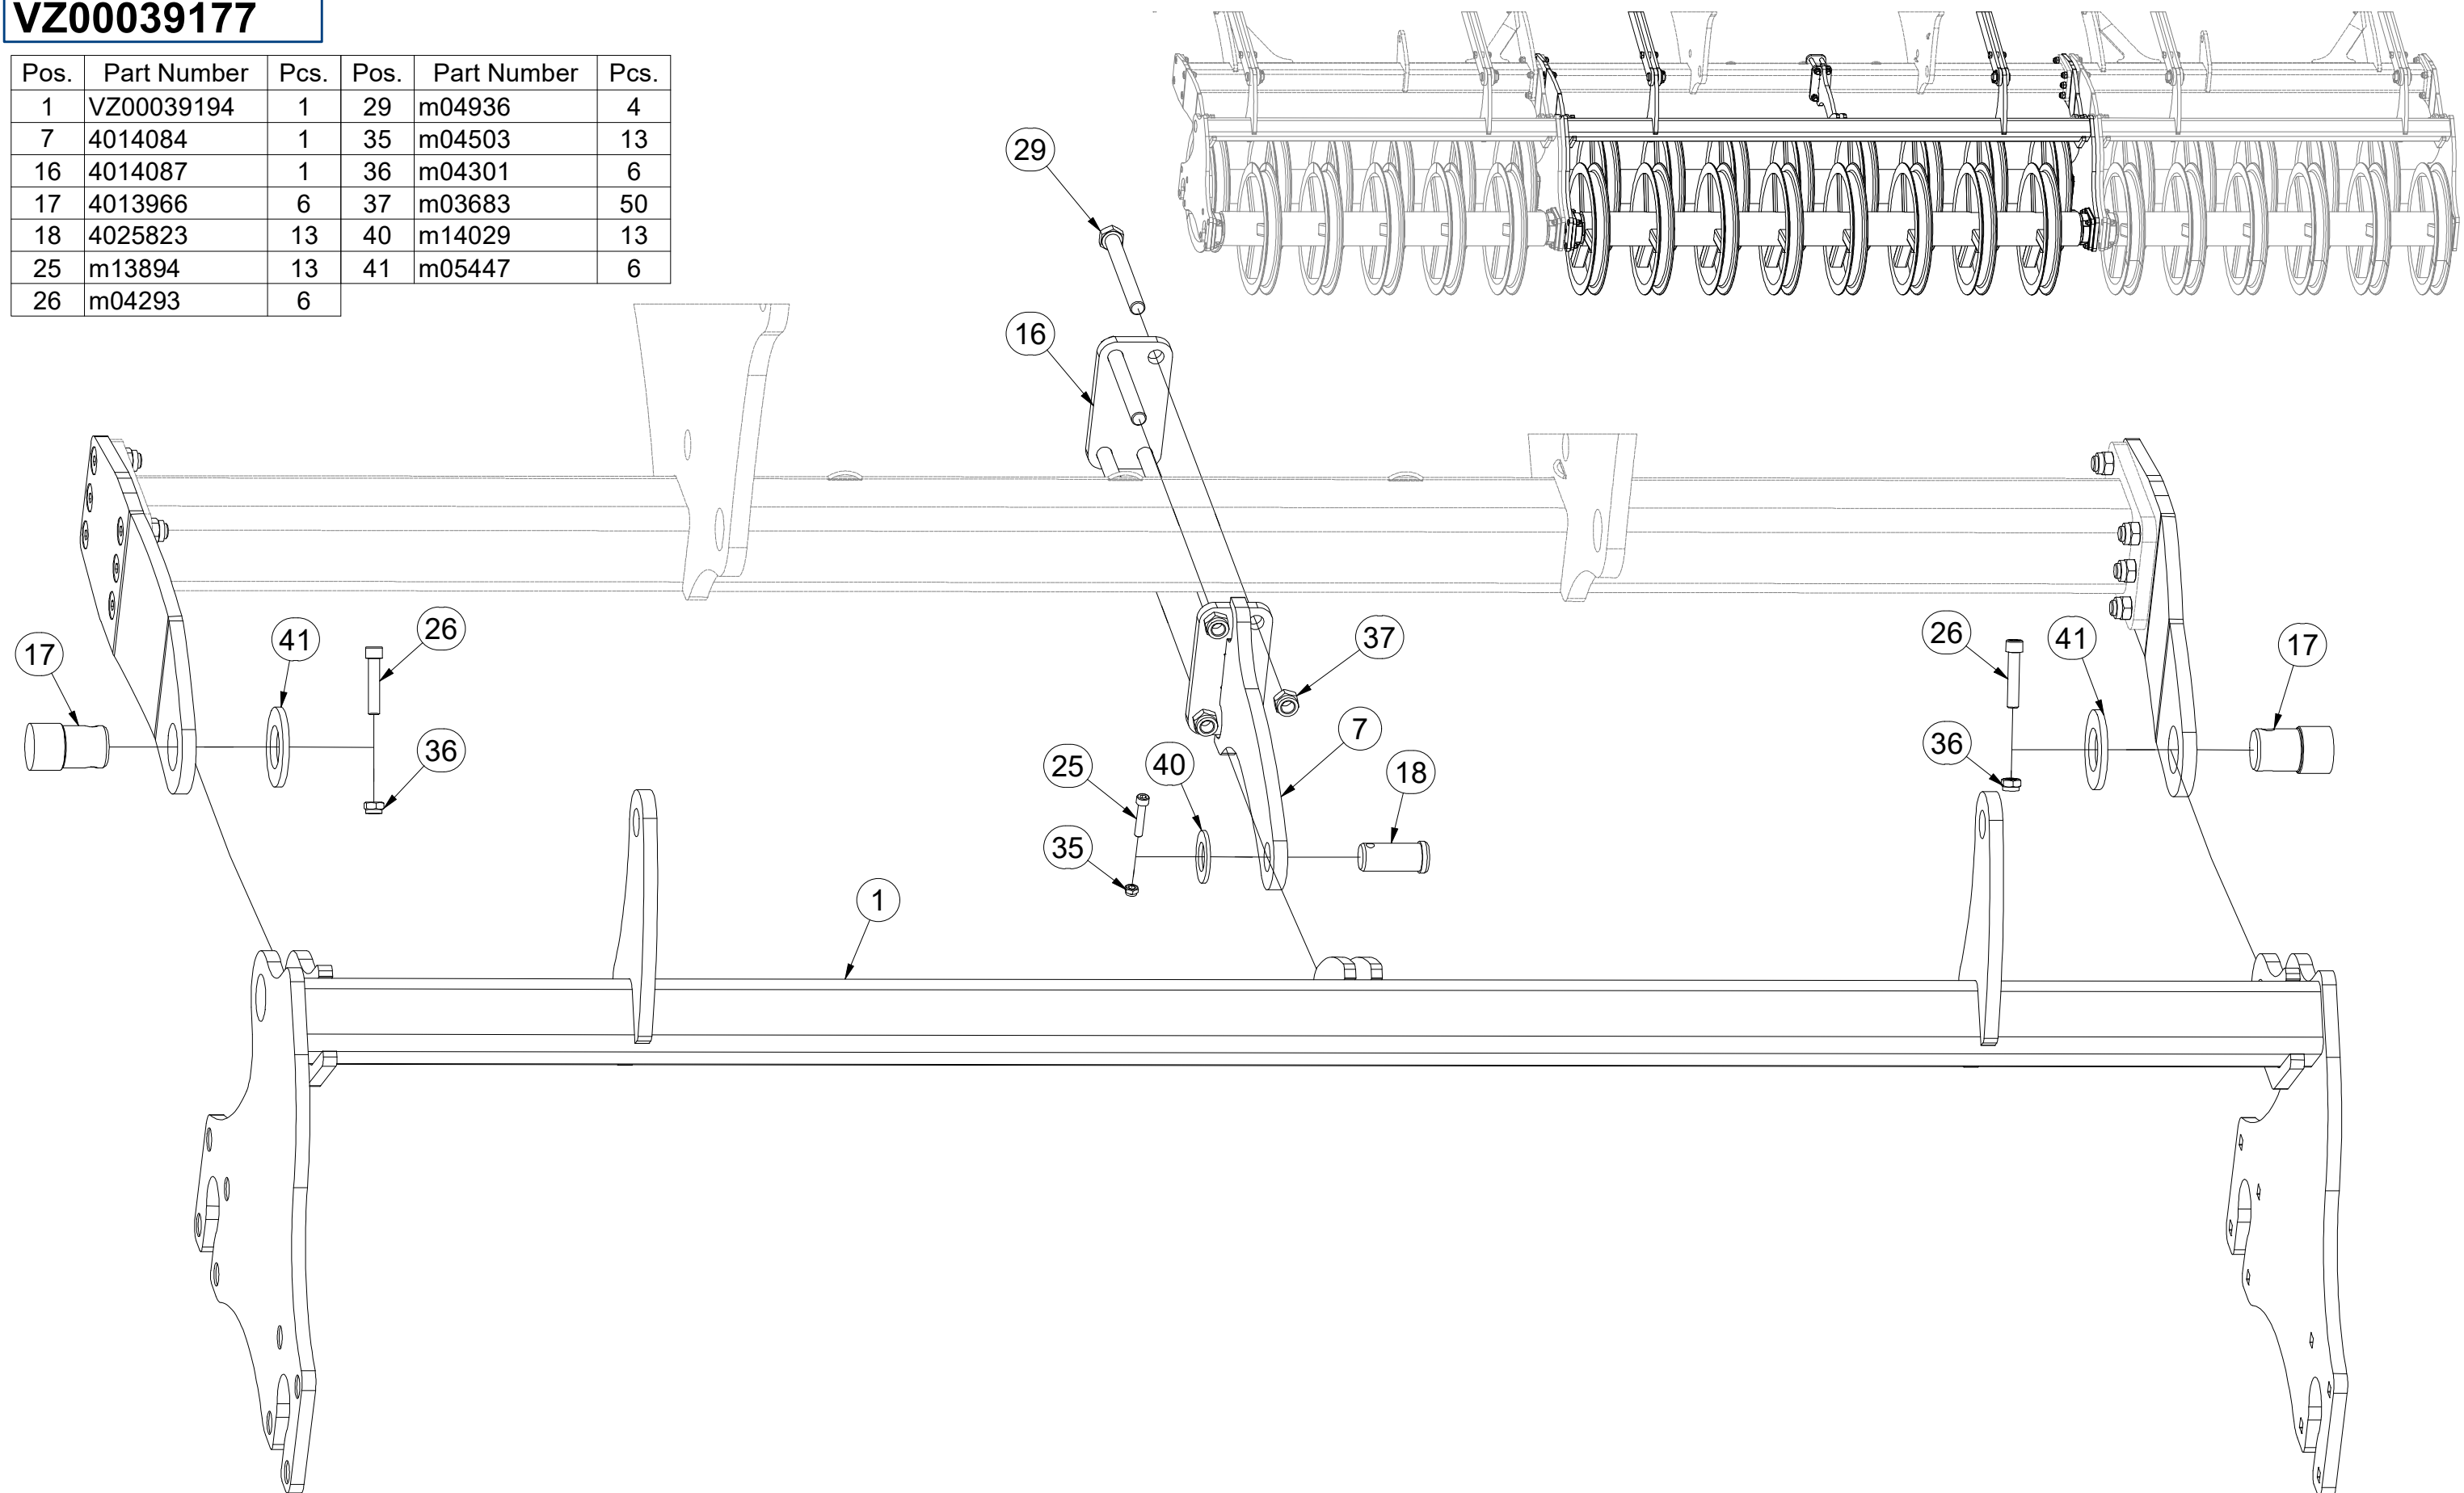 VZ00039177
Pos. Part Number Pcs. Pos. Part Number Pcs.
1 VZ00039194 1 29 m04936 4
7 4014084 1 35 m04503 13
16 4014087 1 36 m04301 6
17 4013966 6 37 m03683 50
18 4025823 13 40 m14029 13
25 m13894 13 41 m05447 6
26 m04293 6
29
16
17
41
26
37
26
41
17
36
25
40
7
18
36
35
1